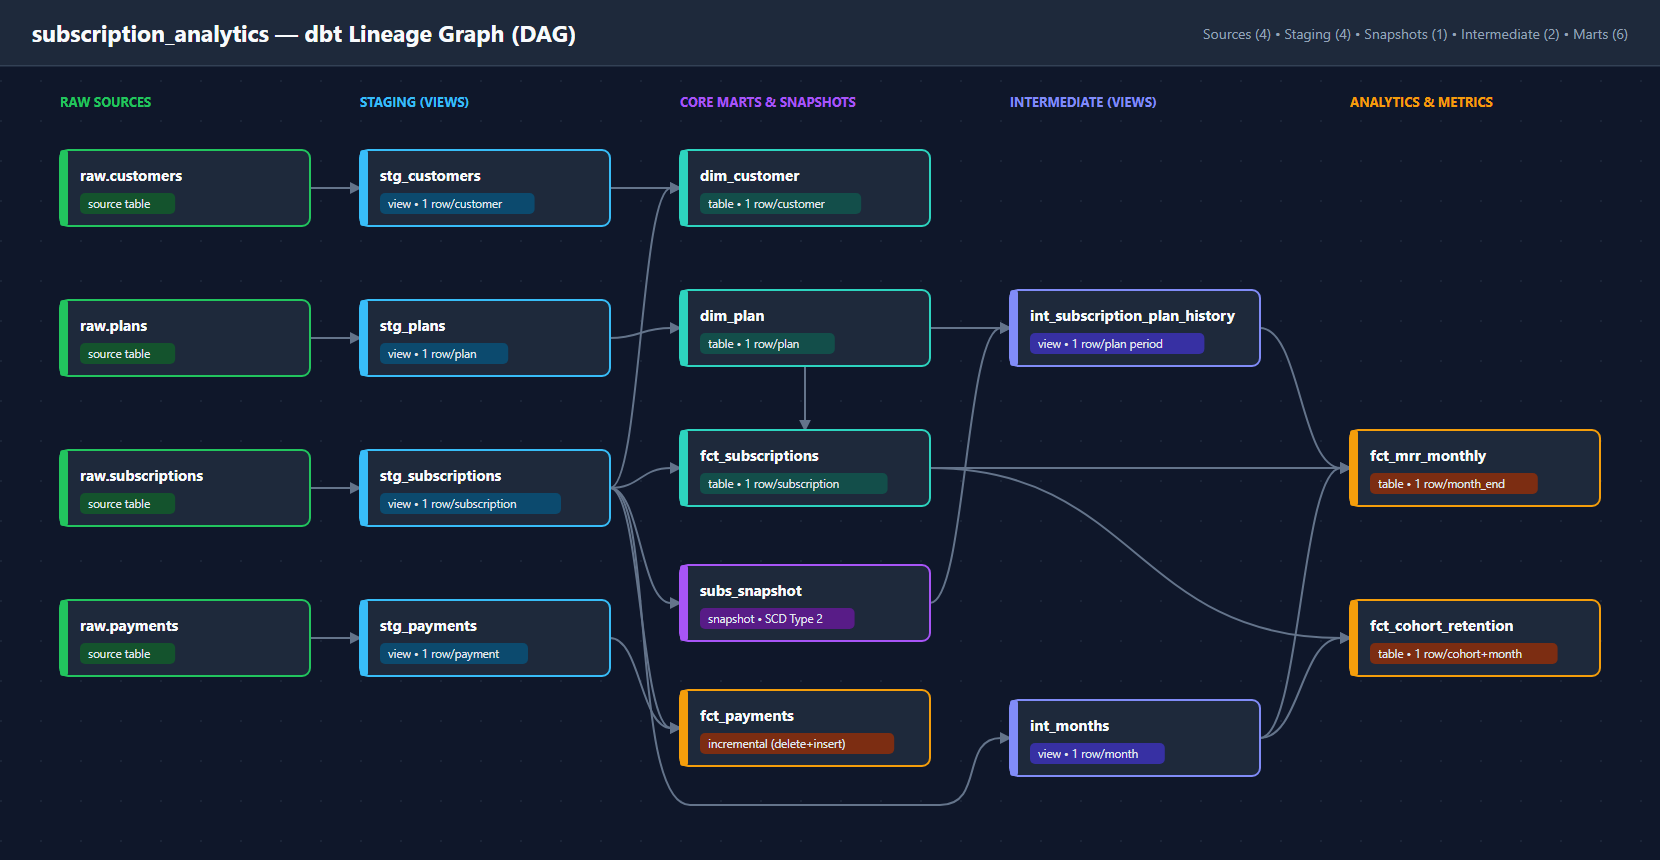 subscription_analytics — dbt Lineage Graph (DAG)
Sources (4) • Staging (4) • Snapshots (1) • Intermediate (2) • Marts (6)
RAW SOURCES
STAGING (VIEWS)
CORE MARTS & SNAPSHOTS
INTERMEDIATE (VIEWS)
ANALYTICS & METRICS
raw.customers
source table
stg_customers
view • 1 row/customer
dim_customer
table • 1 row/customer
raw.plans
source table
stg_plans
view • 1 row/plan
dim_plan
table • 1 row/plan
int_subscription_plan_history
view • 1 row/plan period
raw.subscriptions
source table
stg_subscriptions
view • 1 row/subscription
fct_subscriptions
table • 1 row/subscription
fct_mrr_monthly
table • 1 row/month_end
subs_snapshot
snapshot • SCD Type 2
raw.payments
source table
stg_payments
view • 1 row/payment
fct_cohort_retention
table • 1 row/cohort+month
fct_payments
incremental (delete+insert)
int_months
view • 1 row/month